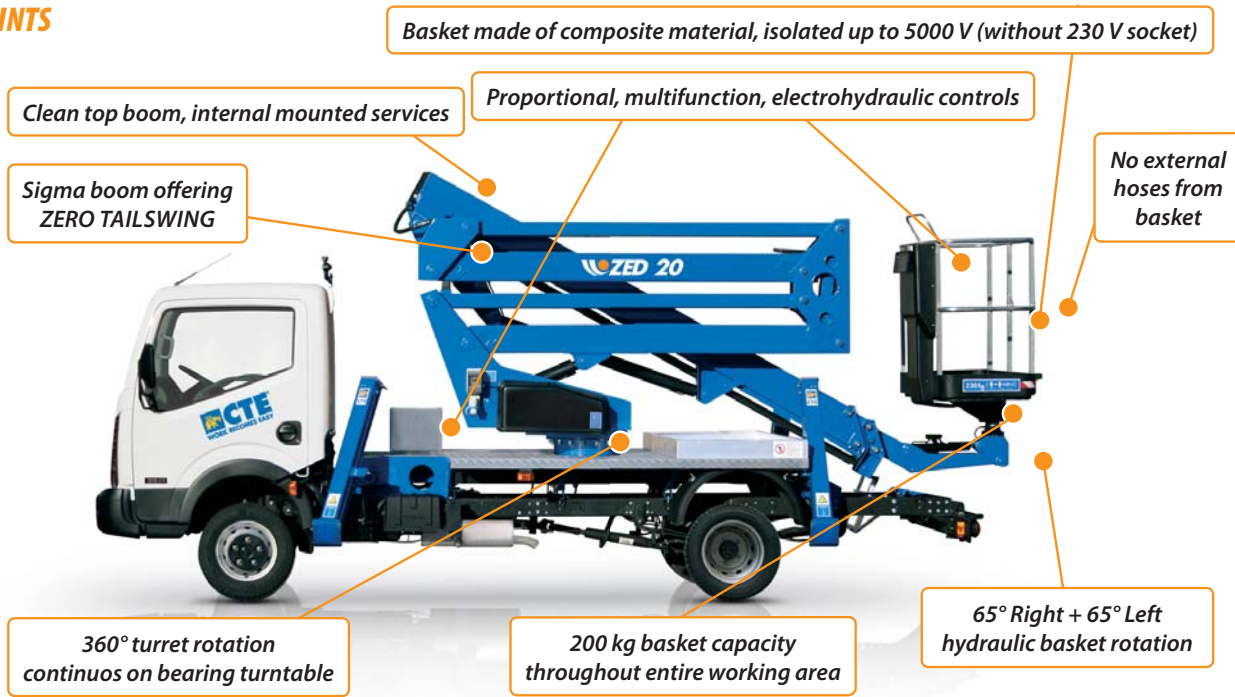 INTS
Basket made of composite material, isolated up to 5000 V (without 230 V socket)
Clean top boom, internal mounted services
Proportional, multifunction, electrohydraulic controls
No external
hoses from
basket
Sigma boom offering
ZERO TAILSWING
ZED 20
230Kg
CTE
WORK BECOMES EASY
CTE
CTE
360° turret rotation
continuos on bearing turntable
200 kg basket capacity
throughout entire working area
65° Right + 65° Left
hydraulic basket rotation